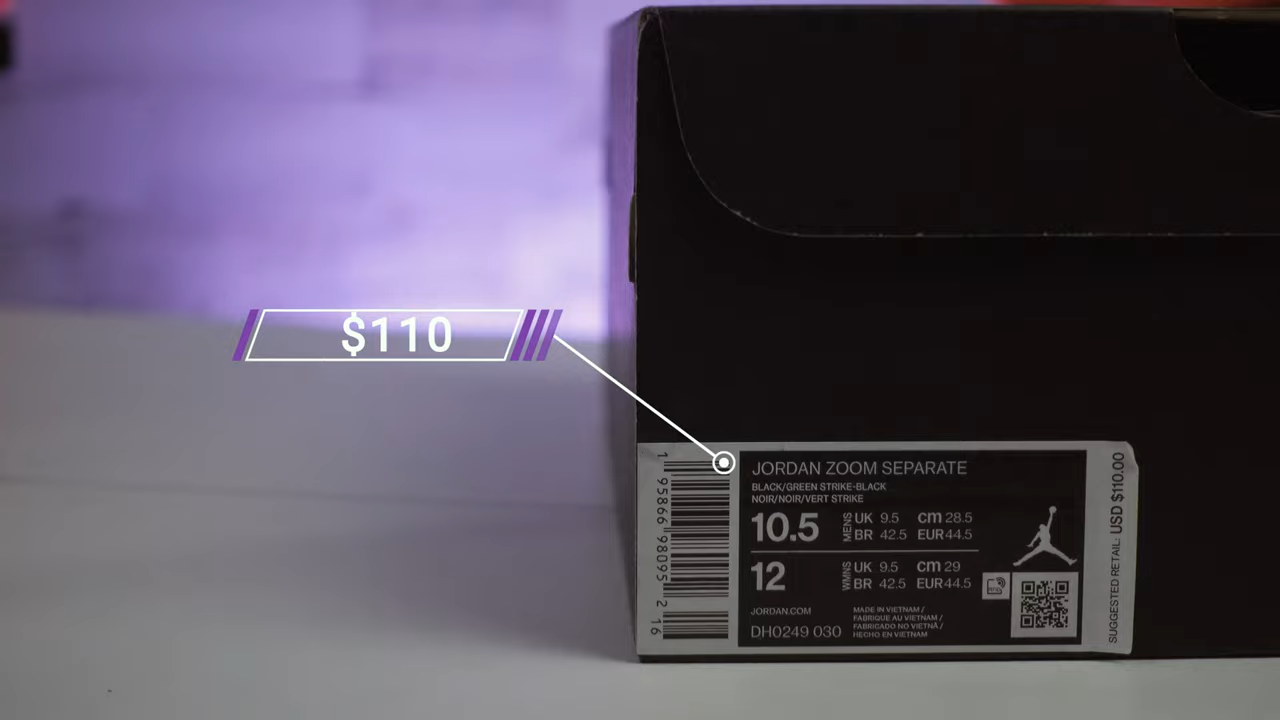 $110
JORDAN ZOOM SEPARATE
BLACK/GREEN STRIKE-BLACK
NOIR/NOIR/VERT STRIKE
10.5 MENS UK 9.5 cm 28.5
BR 42.5 EUR 44.5
12 WMNS UK 9.5 cm 29
BR 42.5 EUR 44.5
JORDAN.COM
DH0249 030
MADE IN VIETNAM /
FABRIQUE AU VIETNAM /
FABRICADO NO VIETNÃ /
HECHO EN VIETNAM
1 95866 98095 2 16
SUGGESTED RETAIL: USD $110.00